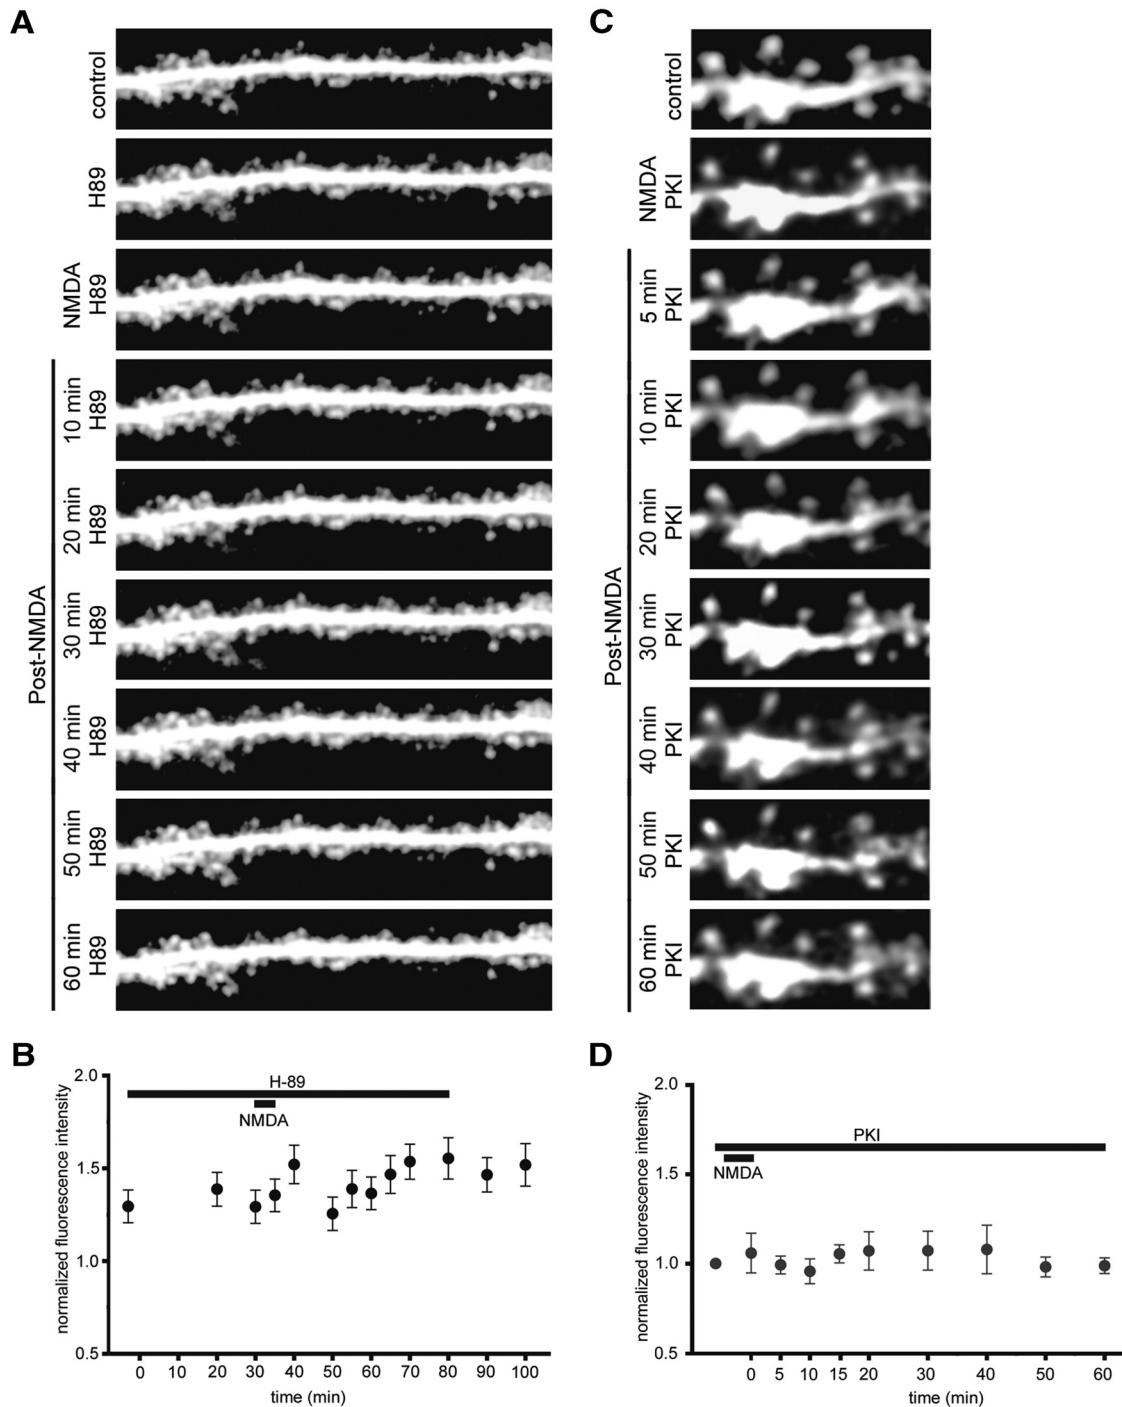 A
control
H89
NMDA
H89
Post-NMDA
10 min
H89
20 min
H89
30 min
H89
40 min
H89
50 min
H89
60 min
H89
C
control
NMDA
PKI
Post-NMDA
5 min
PKI
10 min
PKI
20 min
PKI
30 min
PKI
40 min
PKI
50 min
PKI
60 min
PKI
B
normalized fluorescence intensity
2.0
1.5
1.0
0.5
H-89
NMDA
0 10 20 30 40 50 60 70 80 90 100
time (min)
D
normalized fluorescence intensity
2.0
1.5
1.0
0.5
PKI
NMDA
0 5 10 15 20 30 40 50 60
time (min)